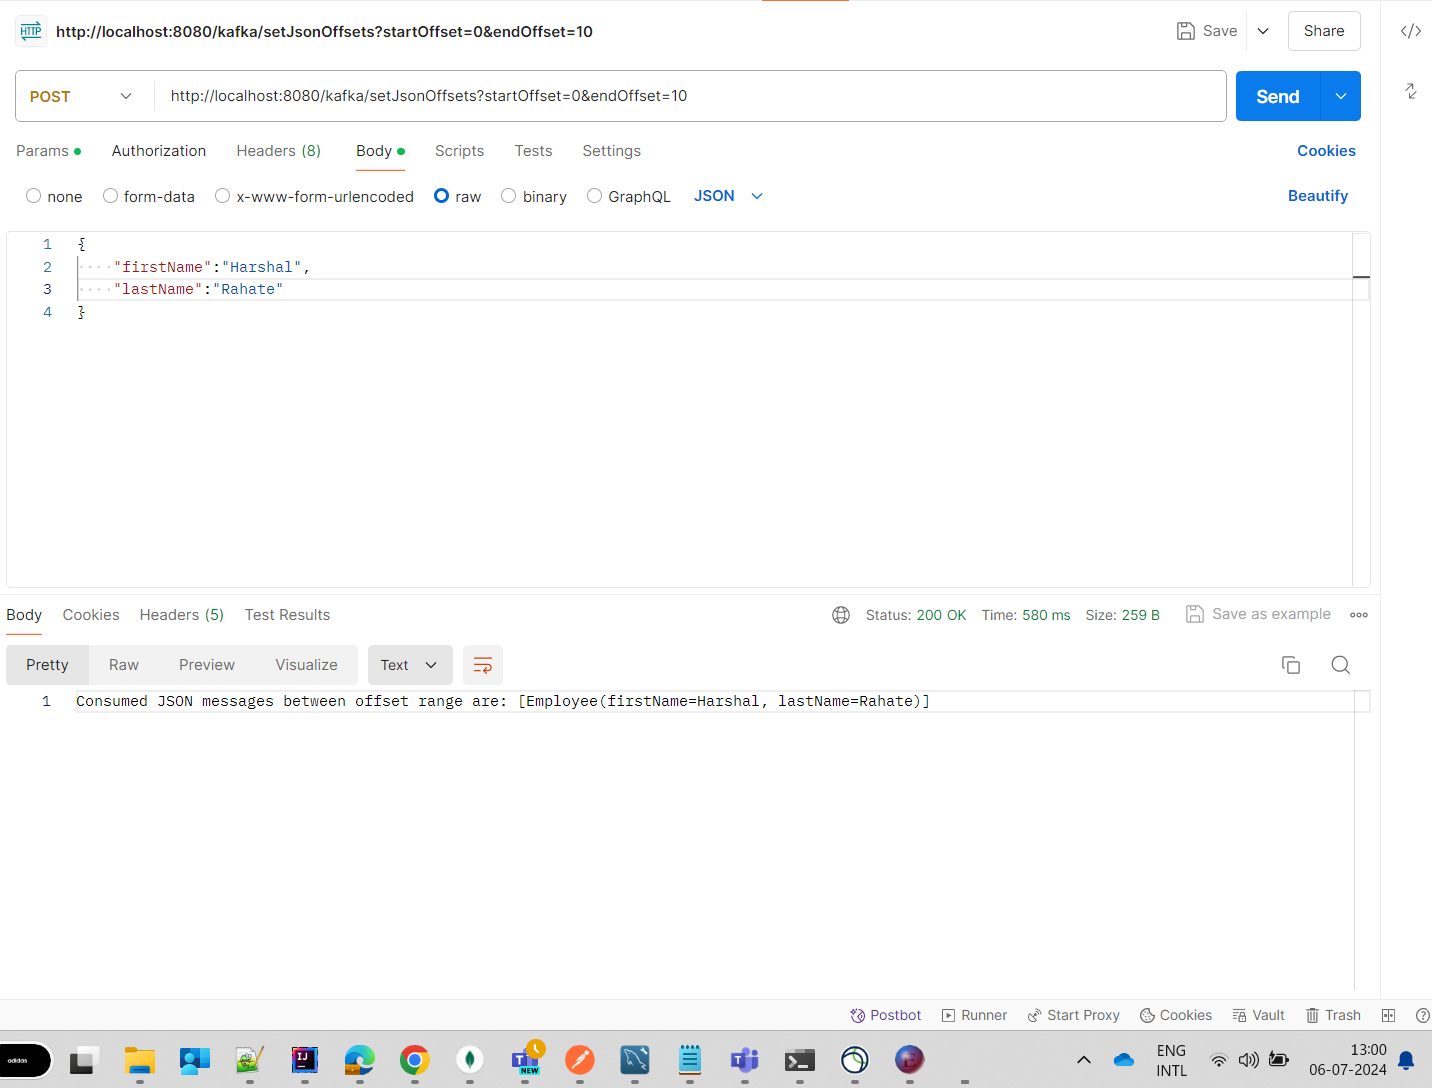 HTTP http://localhost:8080/kafka/setJsonOffsets?startOffset=0&endOffset=10 Save Share
POST http://localhost:8080/kafka/setJsonOffsets?startOffset=0&endOffset=10 Send
Params Authorization Headers (8) Body Scripts Tests Settings Cookies
none form-data x-www-form-urlencoded raw binary GraphQL JSON Beautify
1 {
2 "firstName":"Harshal",
3 "lastName":"Rahate"
4 }
Body Cookies Headers (5) Test Results Status: 200 OK Time: 580 ms Size: 259 B Save as example
Pretty Raw Preview Visualize Text
1 Consumed JSON messages between offset range are: [Employee(firstName=Harshal, lastName=Rahate)]
Postbot Runner Start Proxy Cookies Vault Trash
adidas IJ T NEW T E ENG 13:00
INTL 06-07-2024